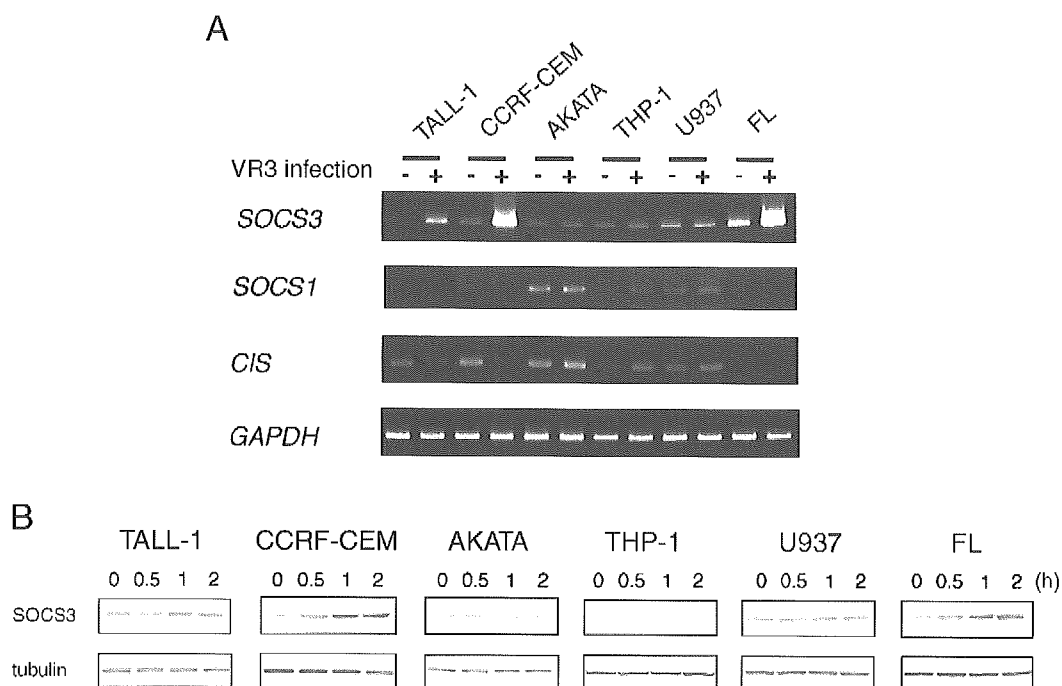 A
TALL-1 CCRF-CEM AKATA THP-1 U937 FL
VR3 infection - + - + - + - + - + - +
SOCS3
SOCS1
CIS
GAPDH
B
TALL-1 CCRF-CEM AKATA THP-1 U937 FL
0 0.5 1 2 0 0.5 1 2 0 0.5 1 2 0 0.5 1 2 0 0.5 1 2 0 0.5 1 2 (h)
SOCS3
tubulin